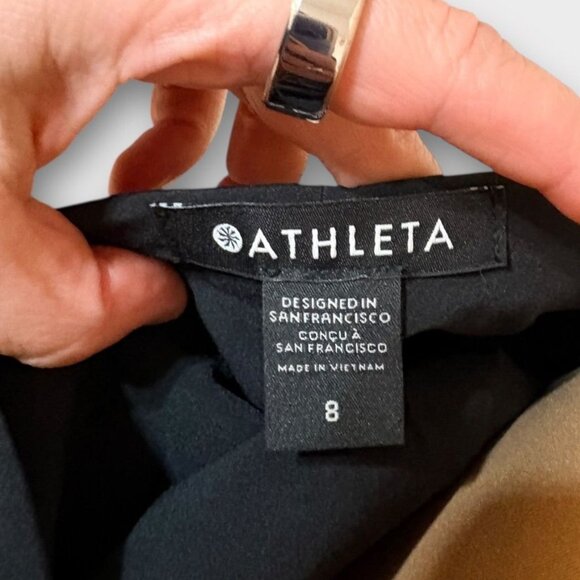 ATHLETA
DESIGNED IN
SAN FRANCISCO
CONÇU À
SAN FRANCISCO
MADE IN VIETNAM
8